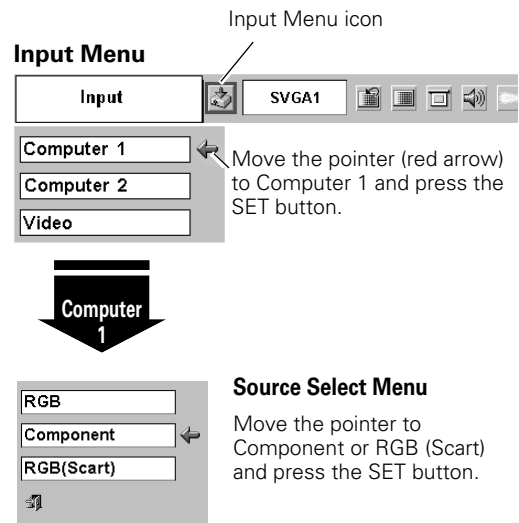 Input Menu icon
Input Menu
Input
SVGA1
Computer 1
Computer 2
Video
Move the pointer (red arrow)
to Computer 1 and press the
SET button.
Computer
1
RGB
Component
RGB(Scart)
Source Select Menu
Move the pointer to
Component or RGB (Scart)
and press the SET button.